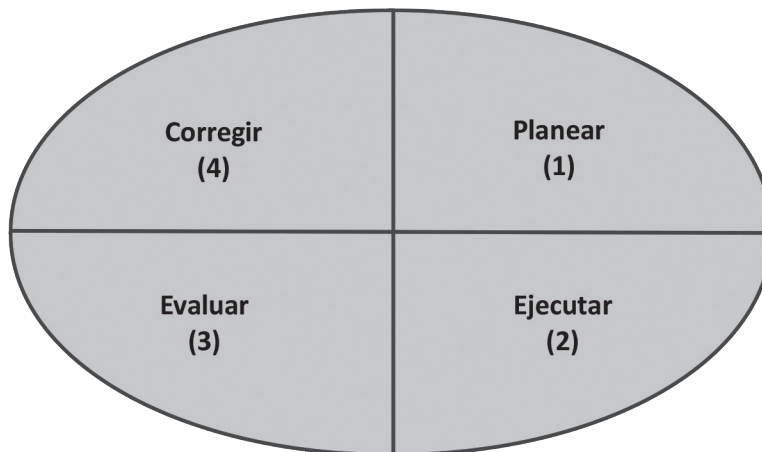 Corregir
(4)
Planear
(1)
Evaluar
(3)
Ejecutar
(2)